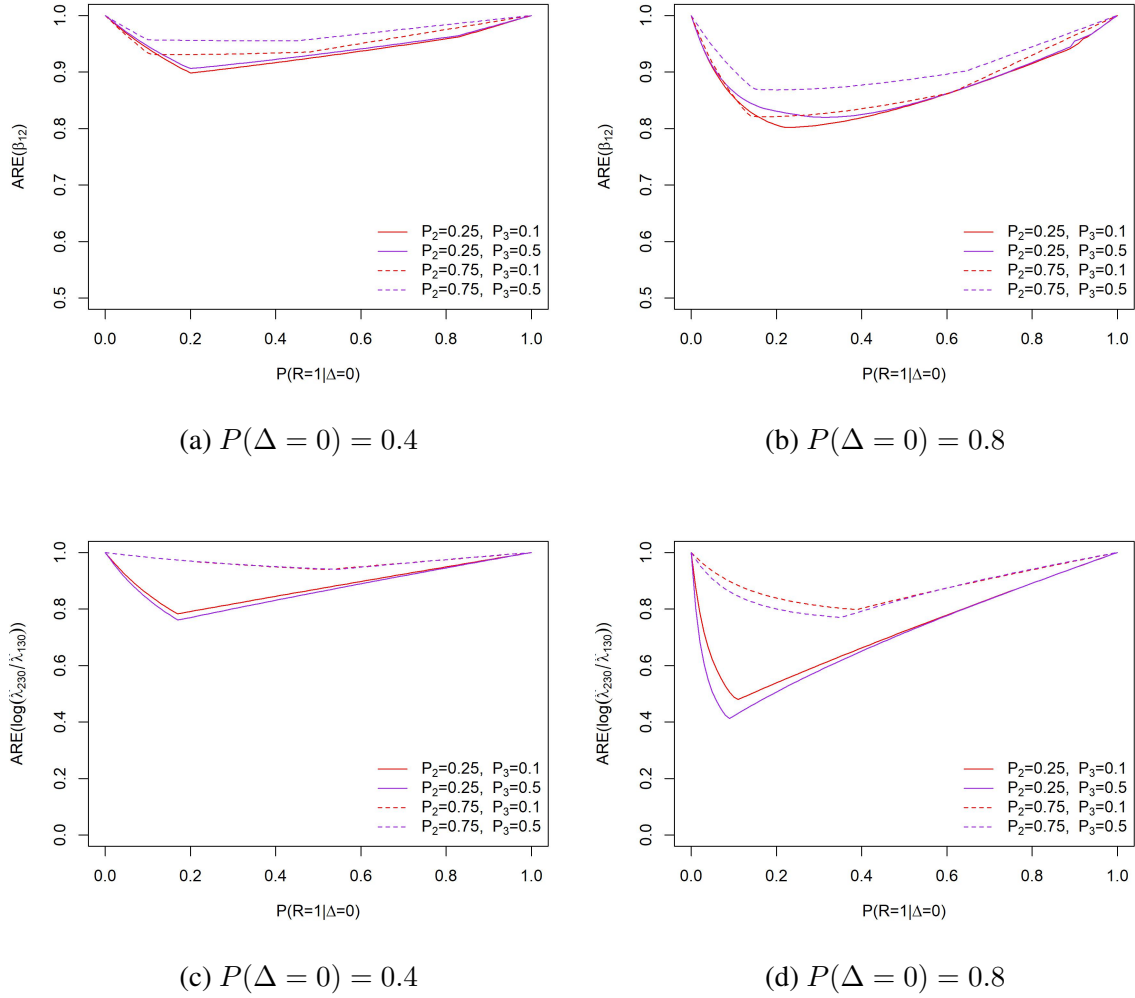 1.0
0.9
0.8
0.7
0.6
0.5
ARE(β₁₂)
0.0 0.2 0.4 0.6 0.8 1.0
P(R=1|Δ=0)
P₂=0.25, P₃=0.1
P₂=0.25, P₃=0.5
P₂=0.75, P₃=0.1
P₂=0.75, P₃=0.5
(a) P(Δ = 0) = 0.4
1.0
0.9
0.8
0.7
0.6
0.5
ARE(β₁₂)
0.0 0.2 0.4 0.6 0.8 1.0
P(R=1|Δ=0)
P₂=0.25, P₃=0.1
P₂=0.25, P₃=0.5
P₂=0.75, P₃=0.1
P₂=0.75, P₃=0.5
(b) P(Δ = 0) = 0.8
1.0
0.8
0.6
0.4
0.2
0.0
ARE(log(λ₂₃₀/λ₁₃₀))
0.0 0.2 0.4 0.6 0.8 1.0
P(R=1|Δ=0)
P₂=0.25, P₃=0.1
P₂=0.25, P₃=0.5
P₂=0.75, P₃=0.1
P₂=0.75, P₃=0.5
(c) P(Δ = 0) = 0.4
1.0
0.8
0.6
0.4
0.2
0.0
ARE(log(λ₂₃₀/λ₁₃₀))
0.0 0.2 0.4 0.6 0.8 1.0
P(R=1|Δ=0)
P₂=0.25, P₃=0.1
P₂=0.25, P₃=0.5
P₂=0.75, P₃=0.1
P₂=0.75, P₃=0.5
(d) P(Δ = 0) = 0.8